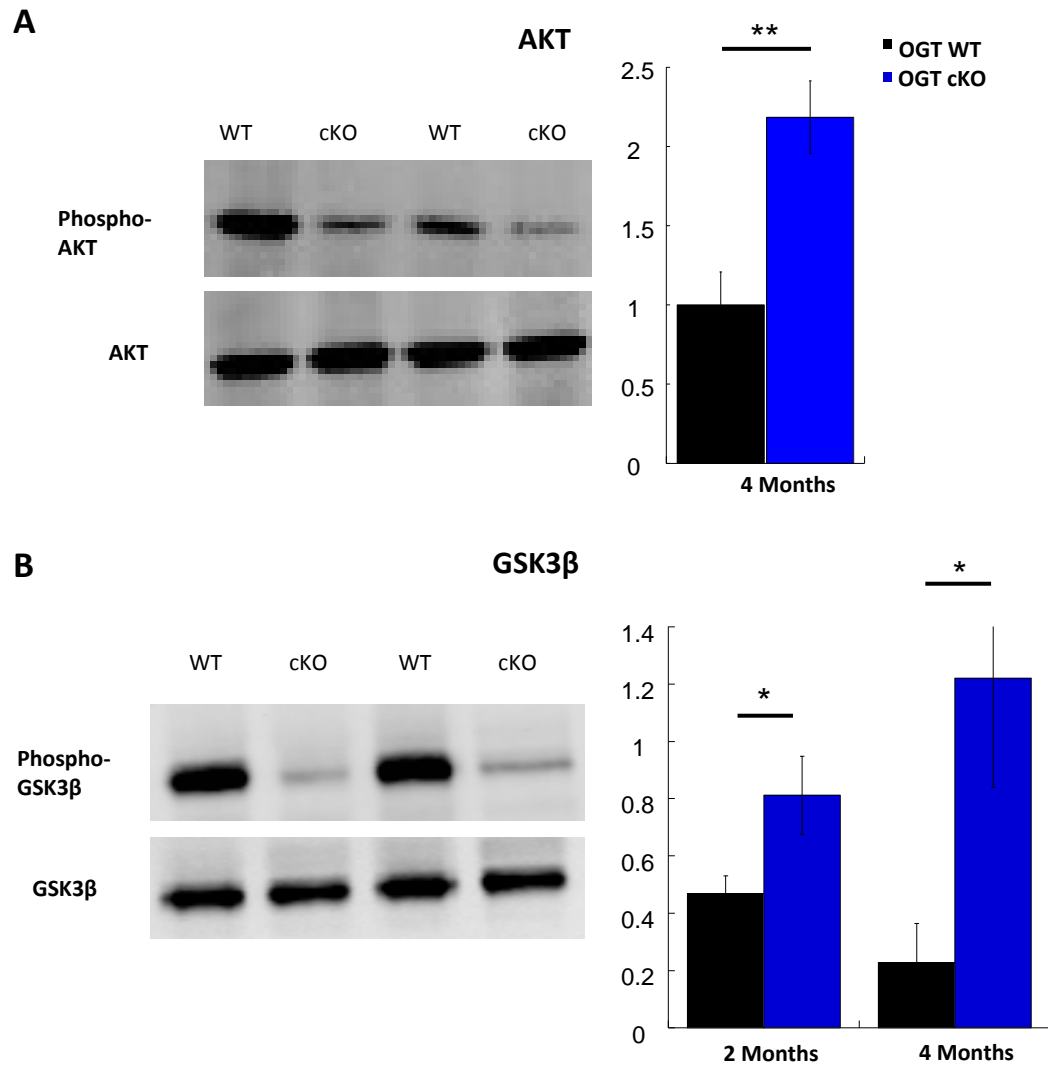 A
AKT
**
OGT WT
OGT cKO
WT cKO WT cKO
Phospho-
AKT
AKT
2.5
2
1.5
1
0.5
0
4 Months
B
GSK3β
*
*
WT cKO WT cKO
Phospho-
GSK3β
GSK3β
1.4
1.2
1
0.8
0.6
0.4
0.2
0
2 Months 4 Months